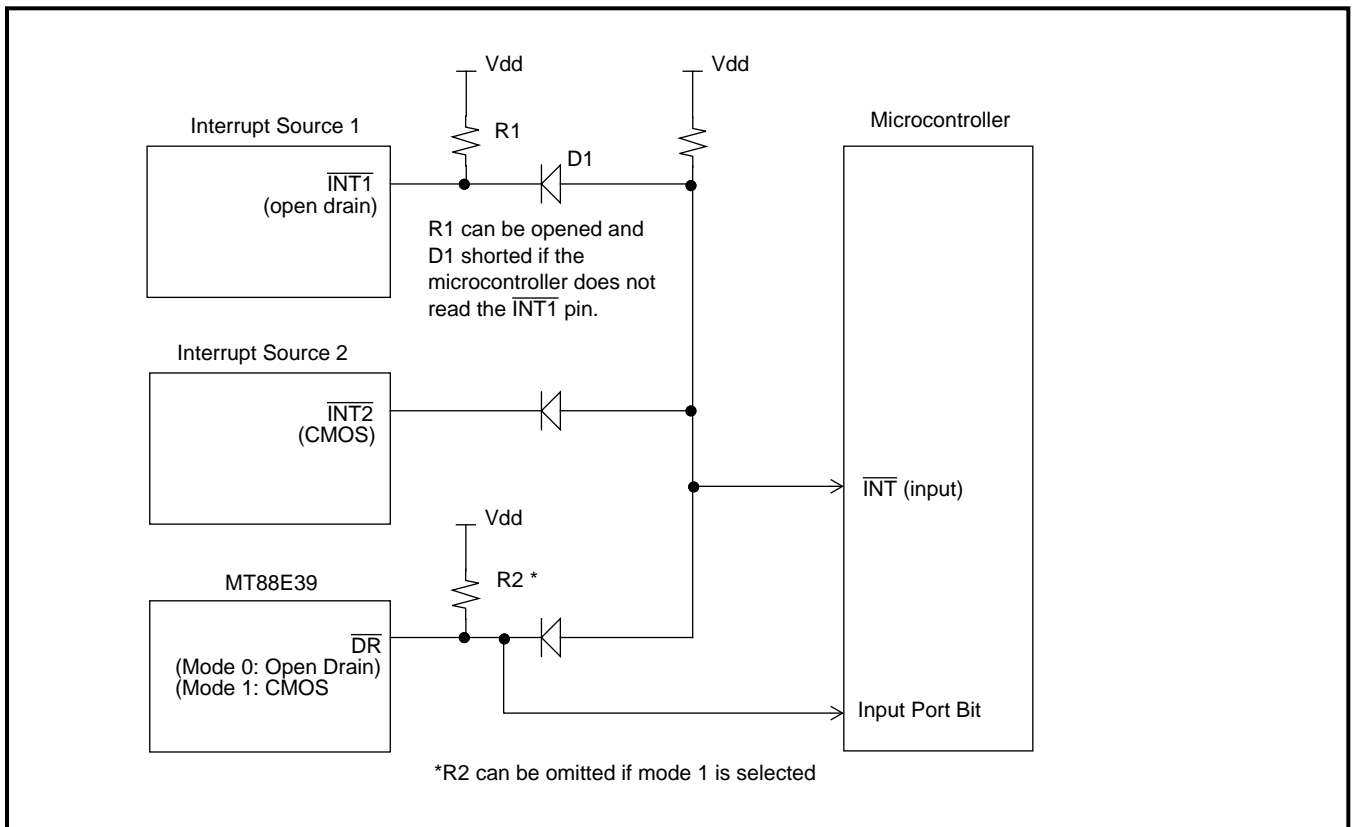 Vdd
Vdd
Interrupt Source 1
R1
Microcontroller
D1
INT1
(open drain)
R1 can be opened and
D1 shorted if the
microcontroller does not
read the INT1 pin.
Interrupt Source 2
INT2
(CMOS)
INT (input)
Vdd
MT88E39
R2 *
DR
(Mode 0: Open Drain)
(Mode 1: CMOS
Input Port Bit
*R2 can be omitted if mode 1 is selected